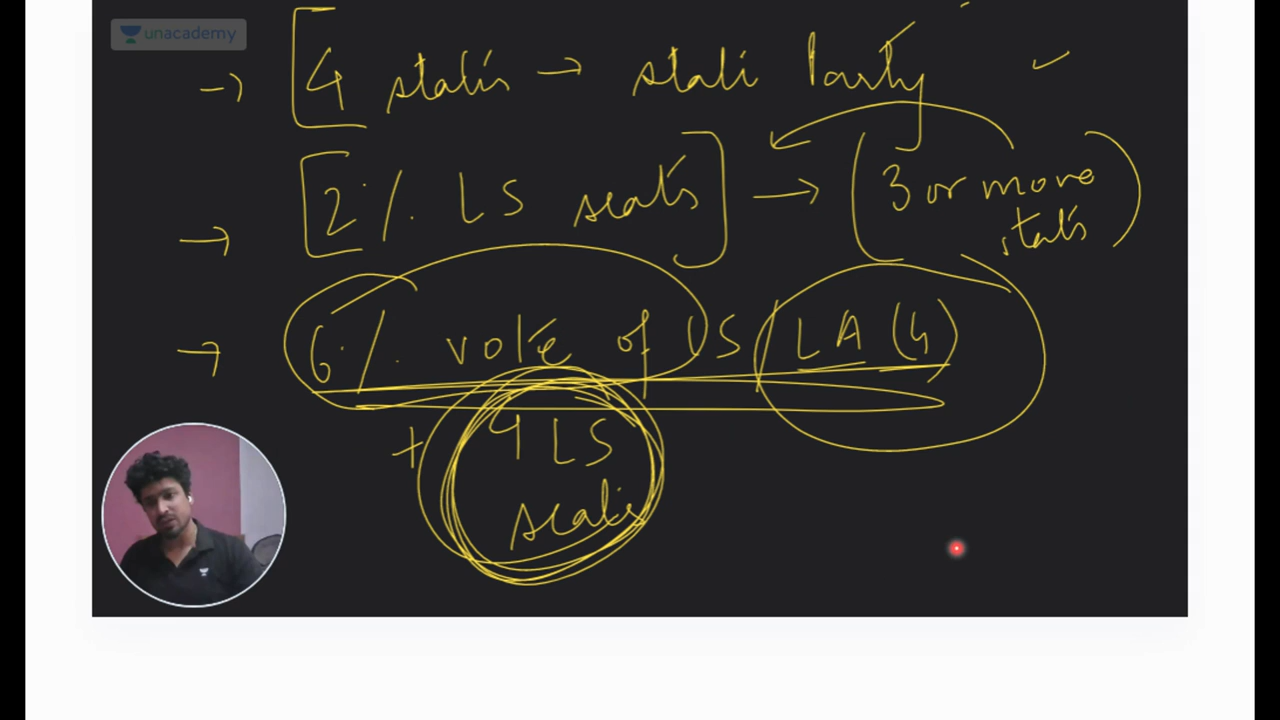 unacademy
→ [4 states → state Party ✓
→ [2% LS seats] → (3 or more states)
→ 6% vote of LS LA (4)
+ 4 LS seats